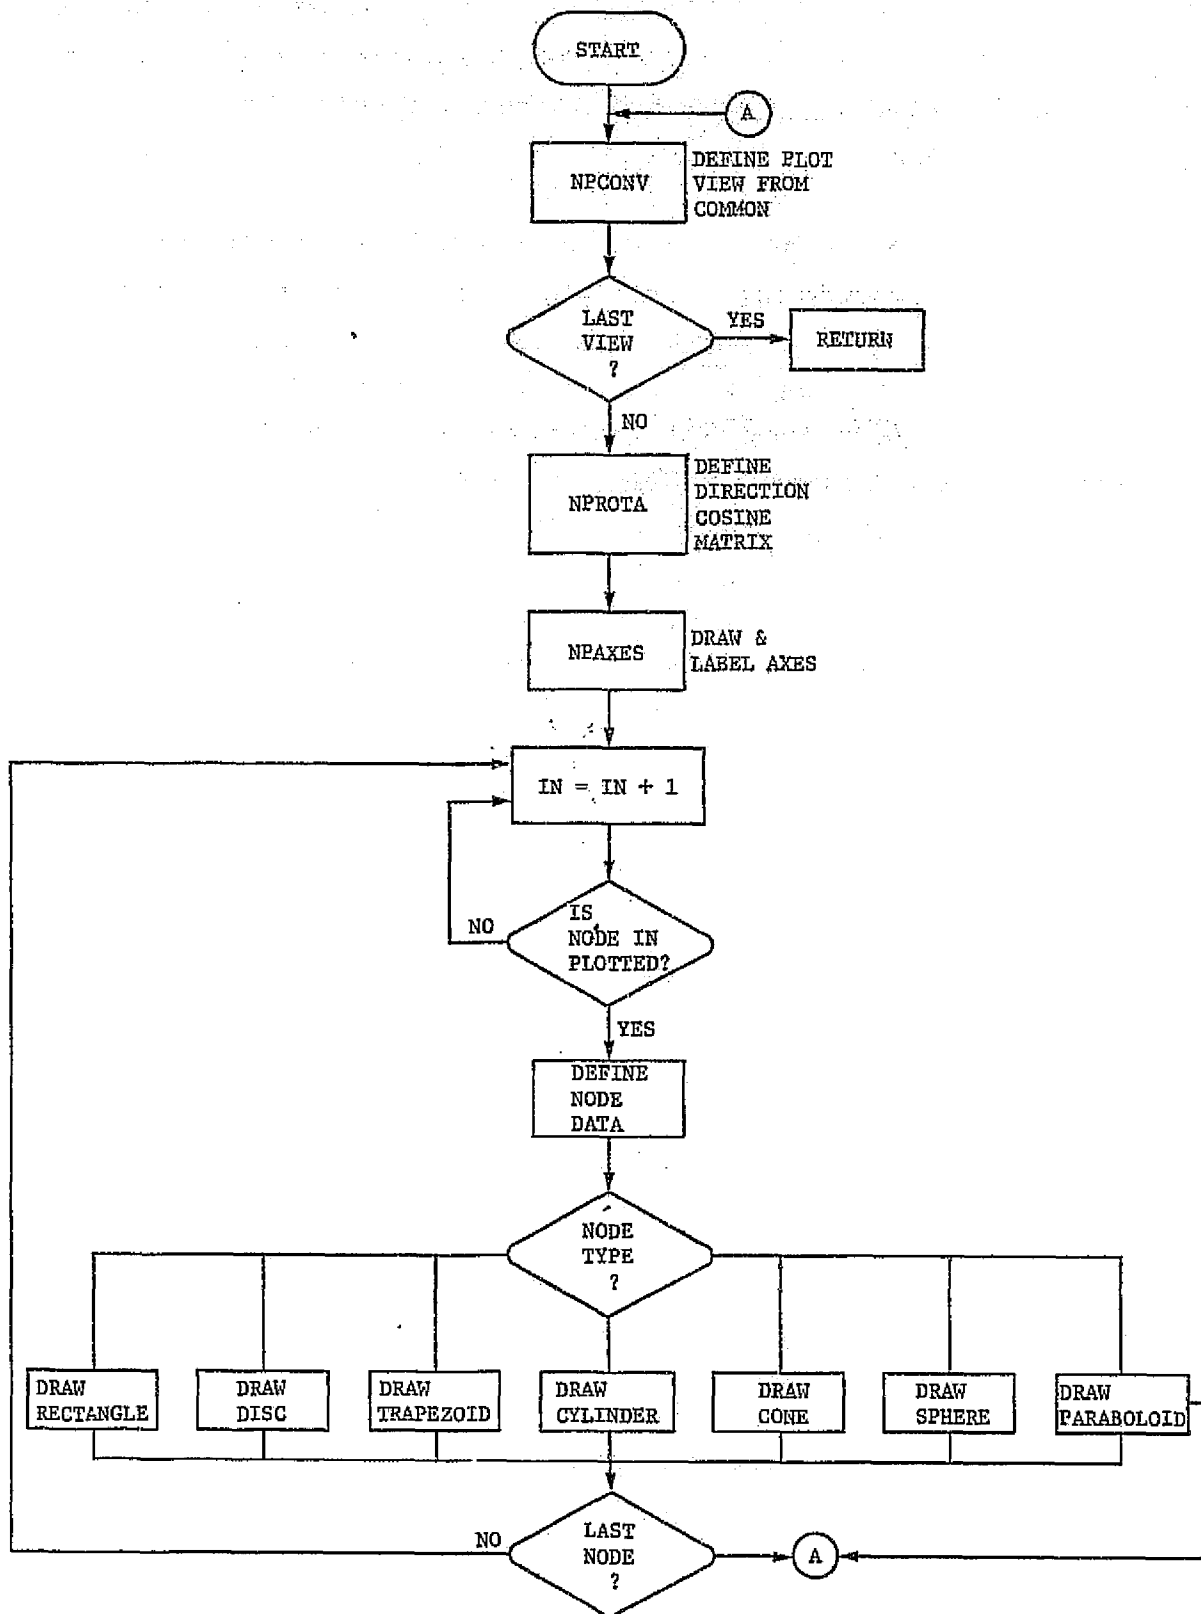 START
A
NPCONV
DEFINE PLOT
VIEW FROM
COMMON
LAST
VIEW
?
YES
RETURN
NO
NPROTA
DEFINE
DIRECTION
COSINE
MATRIX
NPAXES
DRAW &
LABEL AXES
IN = IN + 1
IS
NODE IN
PLOTTED?
NO
YES
DEFINE
NODE
DATA
NODE
TYPE
?
DRAW
RECTANGLE
DRAW
DISC
DRAW
TRAPEZOID
DRAW
CYLINDER
DRAW
CONE
DRAW
SPHERE
DRAW
PARABOLOID
NO
LAST
NODE
?
A